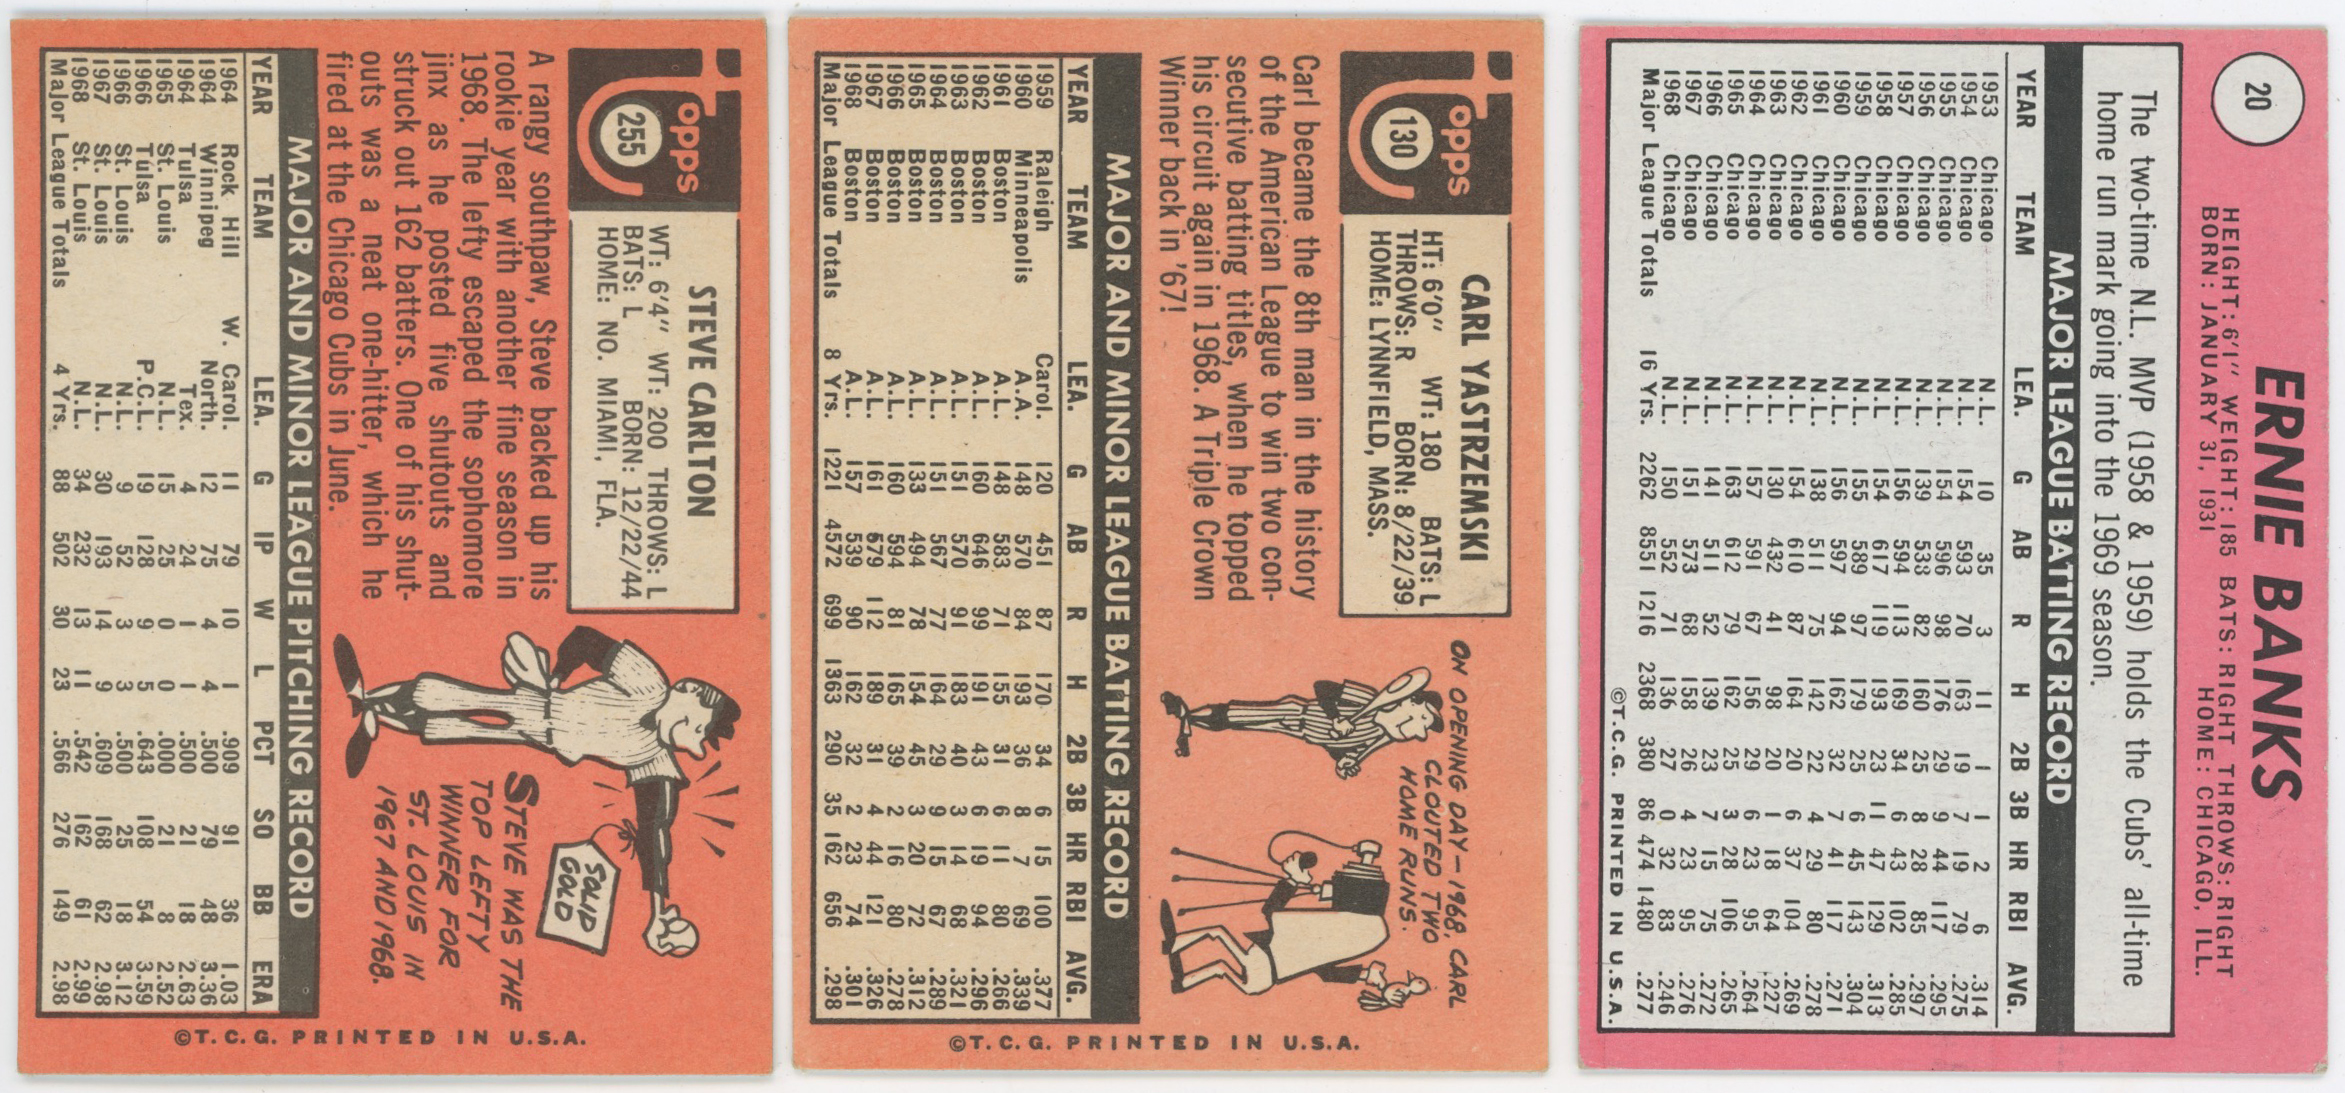 Topps
255
STEVE CARLTON
WT: 6'4" WT: 200 THROWS: L
BATS: L BORN: 12/22/44
HOME: NO. MIAMI, FLA.
A rangy southpaw, Steve backed up his
rookie year with another fine season in
1968. The lefty escaped the sophomore
jinx as he posted five shutouts and
struck out 162 batters. One of his shut-
outs was a neat one-hitter, which he
fired at the Chicago Cubs in June.
STEVE WAS THE
TOP LEFTY
WINNER FOR
ST. LOUIS IN
1967 AND 1968.
SOLID
GOLD
MAJOR AND MINOR LEAGUE PITCHING RECORD
YEAR TEAM LEA. G IP W L PCT SO BB ERA
1964 Rock Hill W. Carol. 11 79 10 1 .909 91 36 1.03
1964 Winnipeg North. 12 75 4 4 .500 79 48 3.36
1964 Tulsa Tex. 4 24 1 1 .500 21 18 2.63
1965 St. Louis N.L. 15 25 0 0 .000 21 8 2.52
1966 Tulsa P.C.L. 19 128 9 5 .643 108 54 3.59
1966 St. Louis N.L. 9 52 3 3 .500 25 18 3.12
1967 St. Louis N.L. 30 193 14 9 .609 168 62 2.98
1968 St. Louis N.L. 34 232 13 11 .542 162 61 2.99
Major League Totals 4 Yrs. 88 502 30 23 .566 276 149 2.98
©T.C.G. PRINTED IN U.S.A.
Topps
130
CARL YASTRZEMSKI
HT: 6'0" WT: 180 BATS: L
THROWS: R BORN: 8/22/39
HOME: LYNNFIELD, MASS.
Carl became the 8th man in the history
of the American League to win two con-
secutive batting titles, when he topped
his circuit again in 1968. A Triple Crown
Winner back in '67!
ON OPENING DAY—1968, CARL
CLOUTED TWO
HOME RUNS.
MAJOR AND MINOR LEAGUE BATTING RECORD
YEAR TEAM LEA. G AB R H 2B 3B HR RBI AVG.
1959 Raleigh Carol. 120 451 87 170 34 6 15 100 .377
1960 Minneapolis A.A. 148 570 84 193 36 8 7 69 .339
1961 Boston A.L. 148 583 71 155 31 6 11 80 .266
1962 Boston A.L. 160 646 99 191 43 6 19 94 .296
1963 Boston A.L. 151 570 91 183 40 3 14 68 .321
1964 Boston A.L. 151 567 77 164 29 9 15 67 .289
1965 Boston A.L. 133 494 78 154 45 3 20 72 .312
1966 Boston A.L. 160 594 81 165 39 2 16 80 .278
1967 Boston A.L. 161 579 112 189 31 4 44 121 .326
1968 Boston A.L. 157 539 90 162 32 2 23 74 .301
Major League Totals 8 Yrs. 1221 4572 699 1363 290 35 162 656 .298
©T.C.G. PRINTED IN U.S.A.
20
ERNIE BANKS
HEIGHT: 6'1" WEIGHT: 185 BATS: RIGHT THROWS: RIGHT
BORN: JANUARY 31, 1931 HOME: CHICAGO, ILL.
The two-time N.L. MVP (1958 & 1959) holds the Cubs' all-time
home run mark going into the 1969 season.
MAJOR LEAGUE BATTING RECORD
YEAR TEAM LEA. G AB R H 2B 3B HR RBI AVG.
1953 Chicago N.L. 10 35 3 11 1 1 2 6 .314
1954 Chicago N.L. 154 593 70 163 19 7 19 79 .275
1955 Chicago N.L. 154 596 98 176 29 9 44 117 .295
1956 Chicago N.L. 139 538 82 160 25 8 28 85 .297
1957 Chicago N.L. 156 594 113 169 34 6 43 102 .285
1958 Chicago N.L. 154 617 119 193 23 11 47 129 .313
1959 Chicago N.L. 155 589 97 179 25 6 45 143 .304
1960 Chicago N.L. 156 597 94 162 32 7 41 117 .271
1961 Chicago N.L. 138 511 75 142 22 4 29 80 .278
1962 Chicago N.L. 154 610 87 164 20 6 37 104 .269
1963 Chicago N.L. 130 432 41 98 20 1 18 64 .227
1964 Chicago N.L. 157 591 67 156 29 6 23 95 .264
1965 Chicago N.L. 163 612 79 162 25 3 28 106 .265
1966 Chicago N.L. 141 511 52 139 23 7 15 75 .272
1967 Chicago N.L. 151 573 68 158 26 4 23 95 .276
1968 Chicago N.L. 150 552 71 136 27 0 32 83 .246
Major League Totals 16 Yrs. 2262 8551 1216 2368 380 86 474 1480 .277
©T.C.G. PRINTED IN U.S.A.